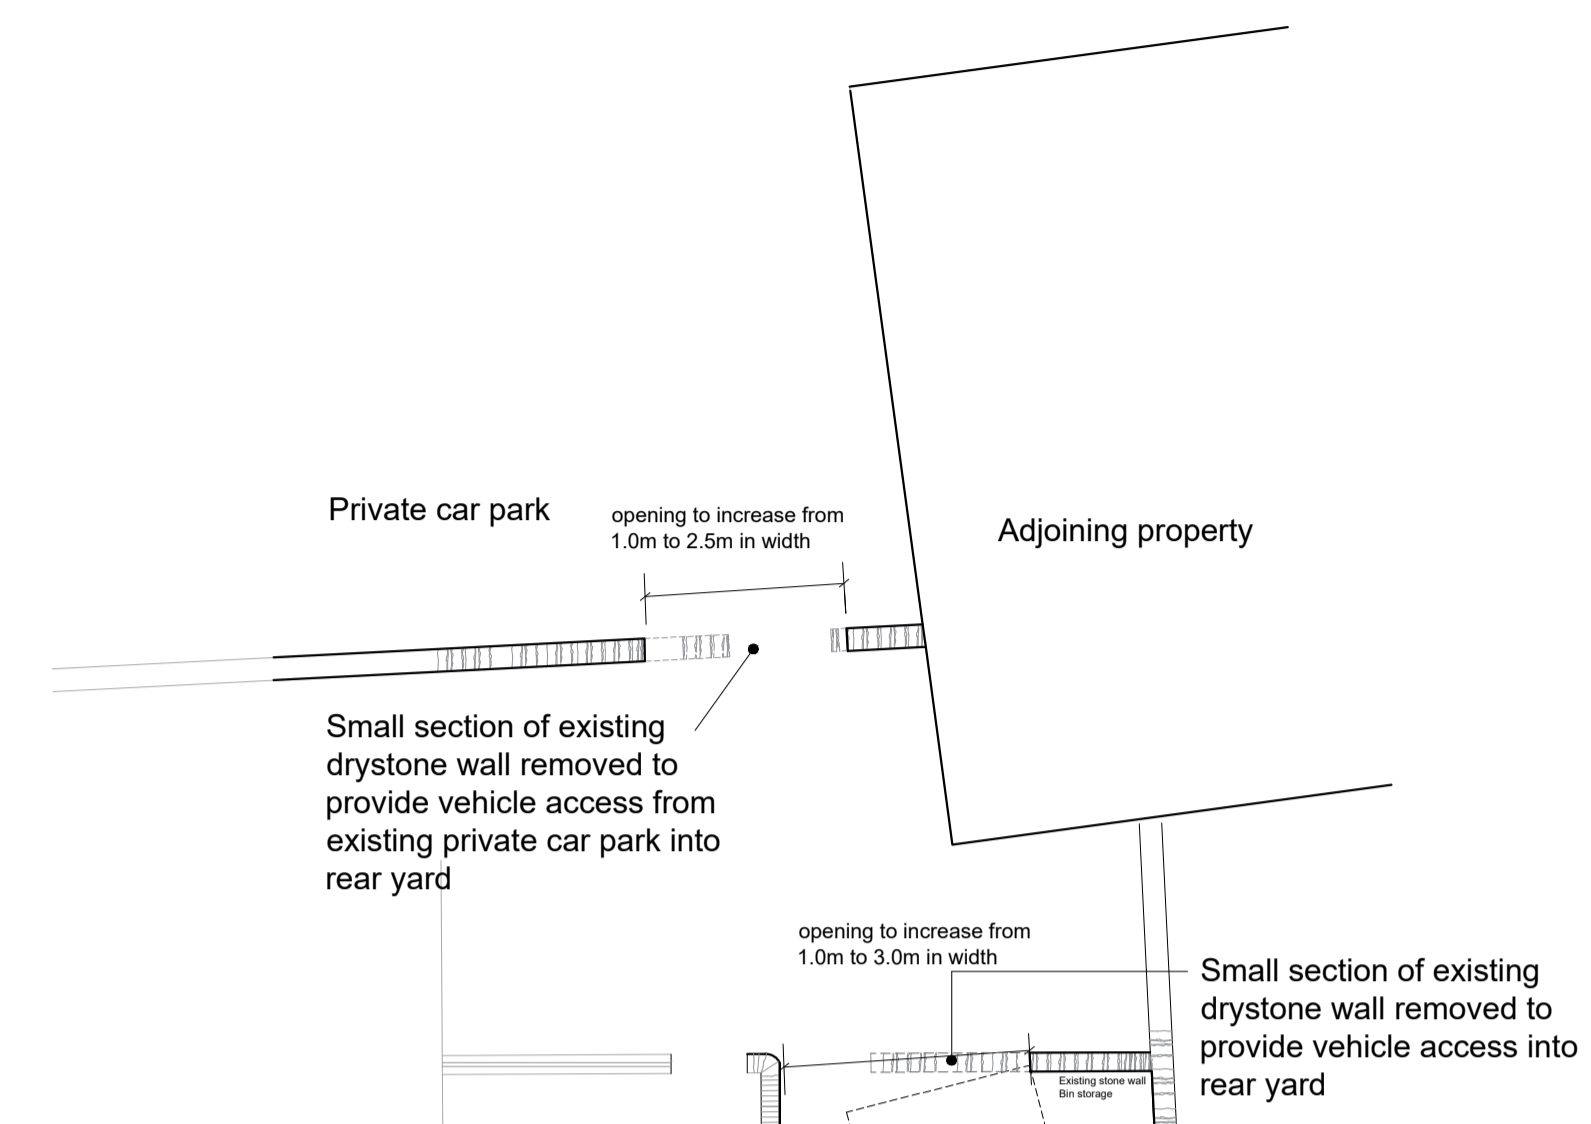 Private car park
opening to increase from
1.0m to 2.5m in width
Adjoining property
Small section of existing
drystone wall removed to
provide vehicle access from
existing private car park into
rear yard
opening to increase from
1.0m to 3.0m in width
Small section of existing
drystone wall removed to
provide vehicle access into
rear yard
Existing stone wall
Bin storage